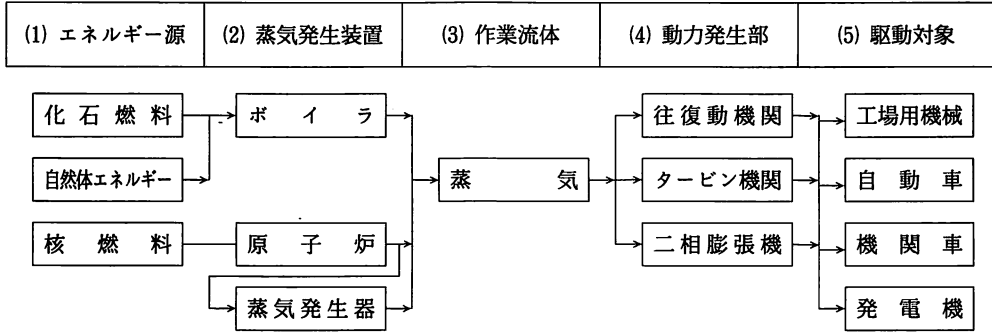 (1) エネルギー源 (2) 蒸気発生装置 (3) 作業流体 (4) 動力発生部 (5) 駆動対象
化石燃料 ボイラ 往復動機関 工場用機械
自然体エネルギー 蒸気 タービン機関 自動車
核燃料 原子炉 二相膨張機 機関車
蒸気発生器 発電機